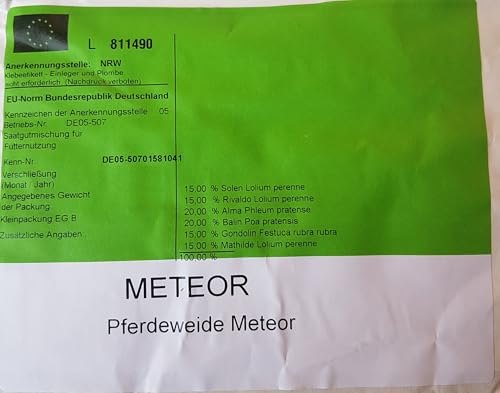 L 811490
Anerkennungsstelle: NRW
Klebeetikett - Einleger und Plombe
nicht erforderlich. (Nachdruck verboten)
EU-Norm Bundesrepublik Deutschland
Kennzeichen der Anerkennungsstelle 05
Betriebs-Nr. DE05-507
Saatgutmischung für
Futternutzung
Kenn-Nr. DE05-50701581041
Verschließung
(Monat / Jahr)
Angegebenes Gewicht
der Packung.
Kleinpackung EG B
Zusätzliche Angaben
15,00 % Solen Lolium perenne
15,00 % Rivaldo Lolium perenne
20,00 % Alma Phleum pratense
20,00 % Balin Poa pratensis
15,00 % Gondolin Festuca rubra rubra
15,00 % Mathilde Lolium perenne
100,00 %
METEOR
Pferdeweide Meteor